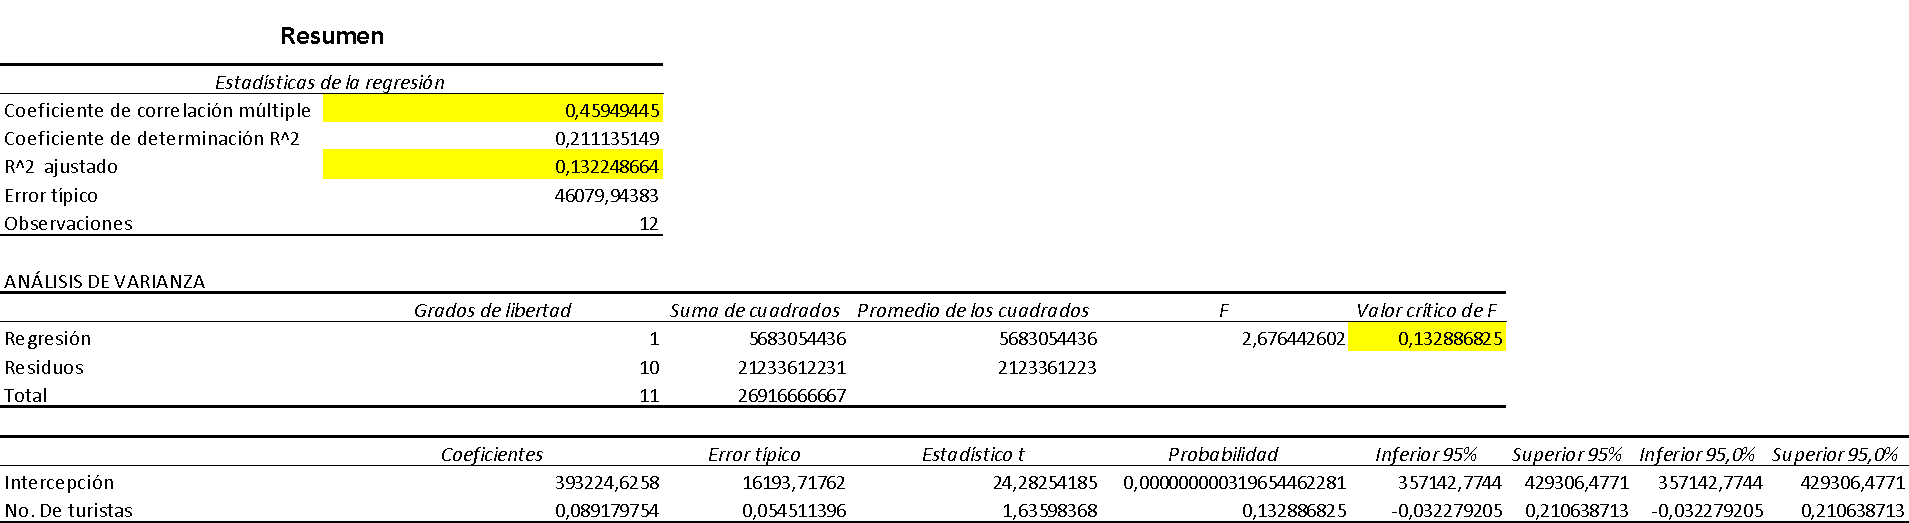 Resumen
Estadísticas de la regresión
Coeficiente de correlación múltiple 0,45949445
Coeficiente de determinación R^2 0,211135149
R^2 ajustado 0,132248664
Error típico 46079,94383
Observaciones 12
ANÁLISIS DE VARIANZA
Grados de libertad Suma de cuadrados Promedio de los cuadrados F Valor crítico de F
Regresión 1 5683054436 5683054436 2,676442602 0,132886825
Residuos 10 21233612231 2123361223
Total 11 26916666667
Coeficientes Error típico Estadístico t Probabilidad Inferior 95% Superior 95% Inferior 95,0% Superior 95,0%
Intercepción 393224,6258 16193,71762 24,28254185 0,000000000319654462281 357142,7744 429306,4771 357142,7744 429306,4771
No. De turistas 0,089179754 0,054511396 1,63598368 0,132886825 -0,032279205 0,210638713 -0,032279205 0,210638713